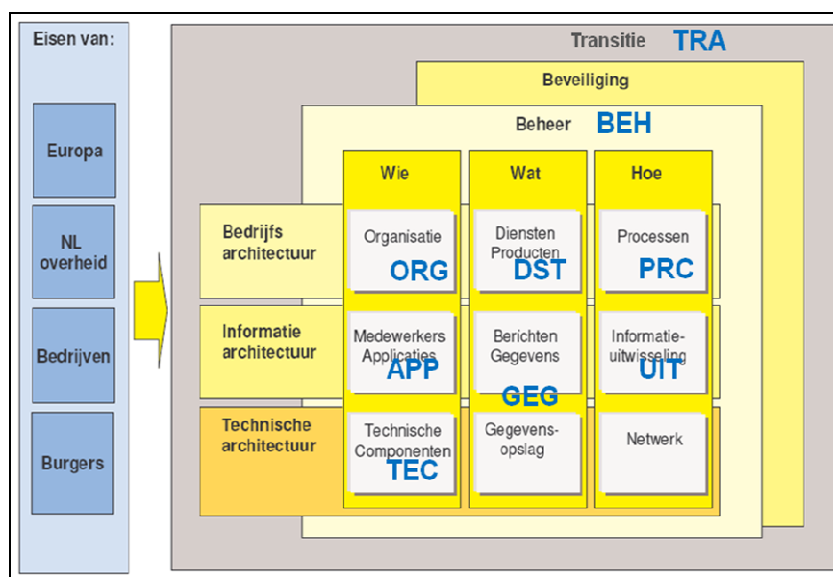 Eisen van:
Europa
NL
overheid
Bedrijven
Burgers
Transitie TRA
Beveiliging
Beheer BEH
Wie
Wat
Hoe
Bedrijfs
architectuur
Organisatie
ORG
Diensten
Producten
DST
Processen
PRC
Informatie
architectuur
Medewerkers
Applicaties
APP
Berichten
Gegevens
GEG
Informatie-
uitwisseling
UIT
Technische
architectuur
Technische
Componenten
TEC
Gegevens-
opslag
Netwerk